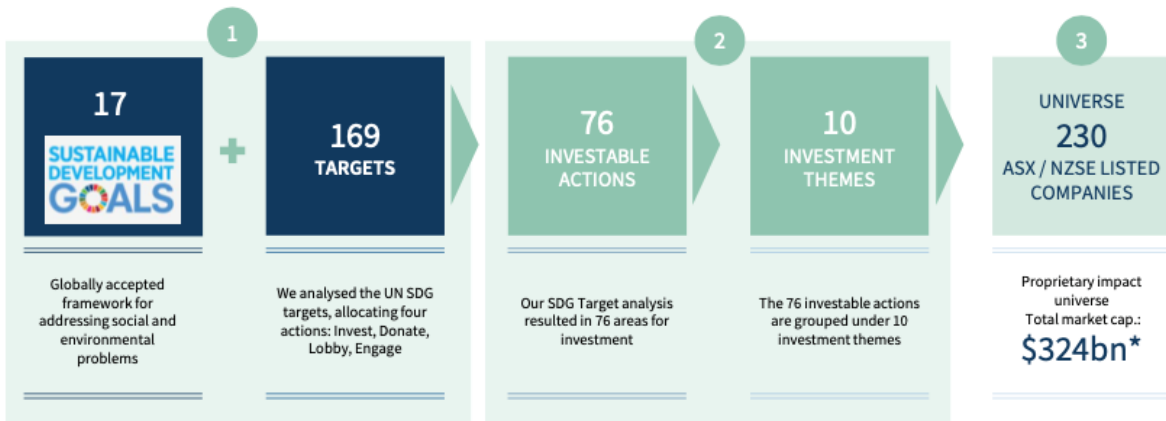 1
17
SUSTAINABLE
DEVELOPMENT
GOALS
Globally accepted
framework for
addressing social and
environmental
problems
+
169
TARGETS
We analysed the UN SDG
targets, allocating four
actions: Invest, Donate,
Lobby, Engage
2
76
INVESTABLE
ACTIONS
Our SDG Target analysis
resulted in 76 areas for
investment
10
INVESTMENT
THEMES
The 76 investable actions
are grouped under 10
investment themes
3
UNIVERSE
230
ASX / NZSE LISTED
COMPANIES
Proprietary impact
universe
Total market cap.:
$324bn*